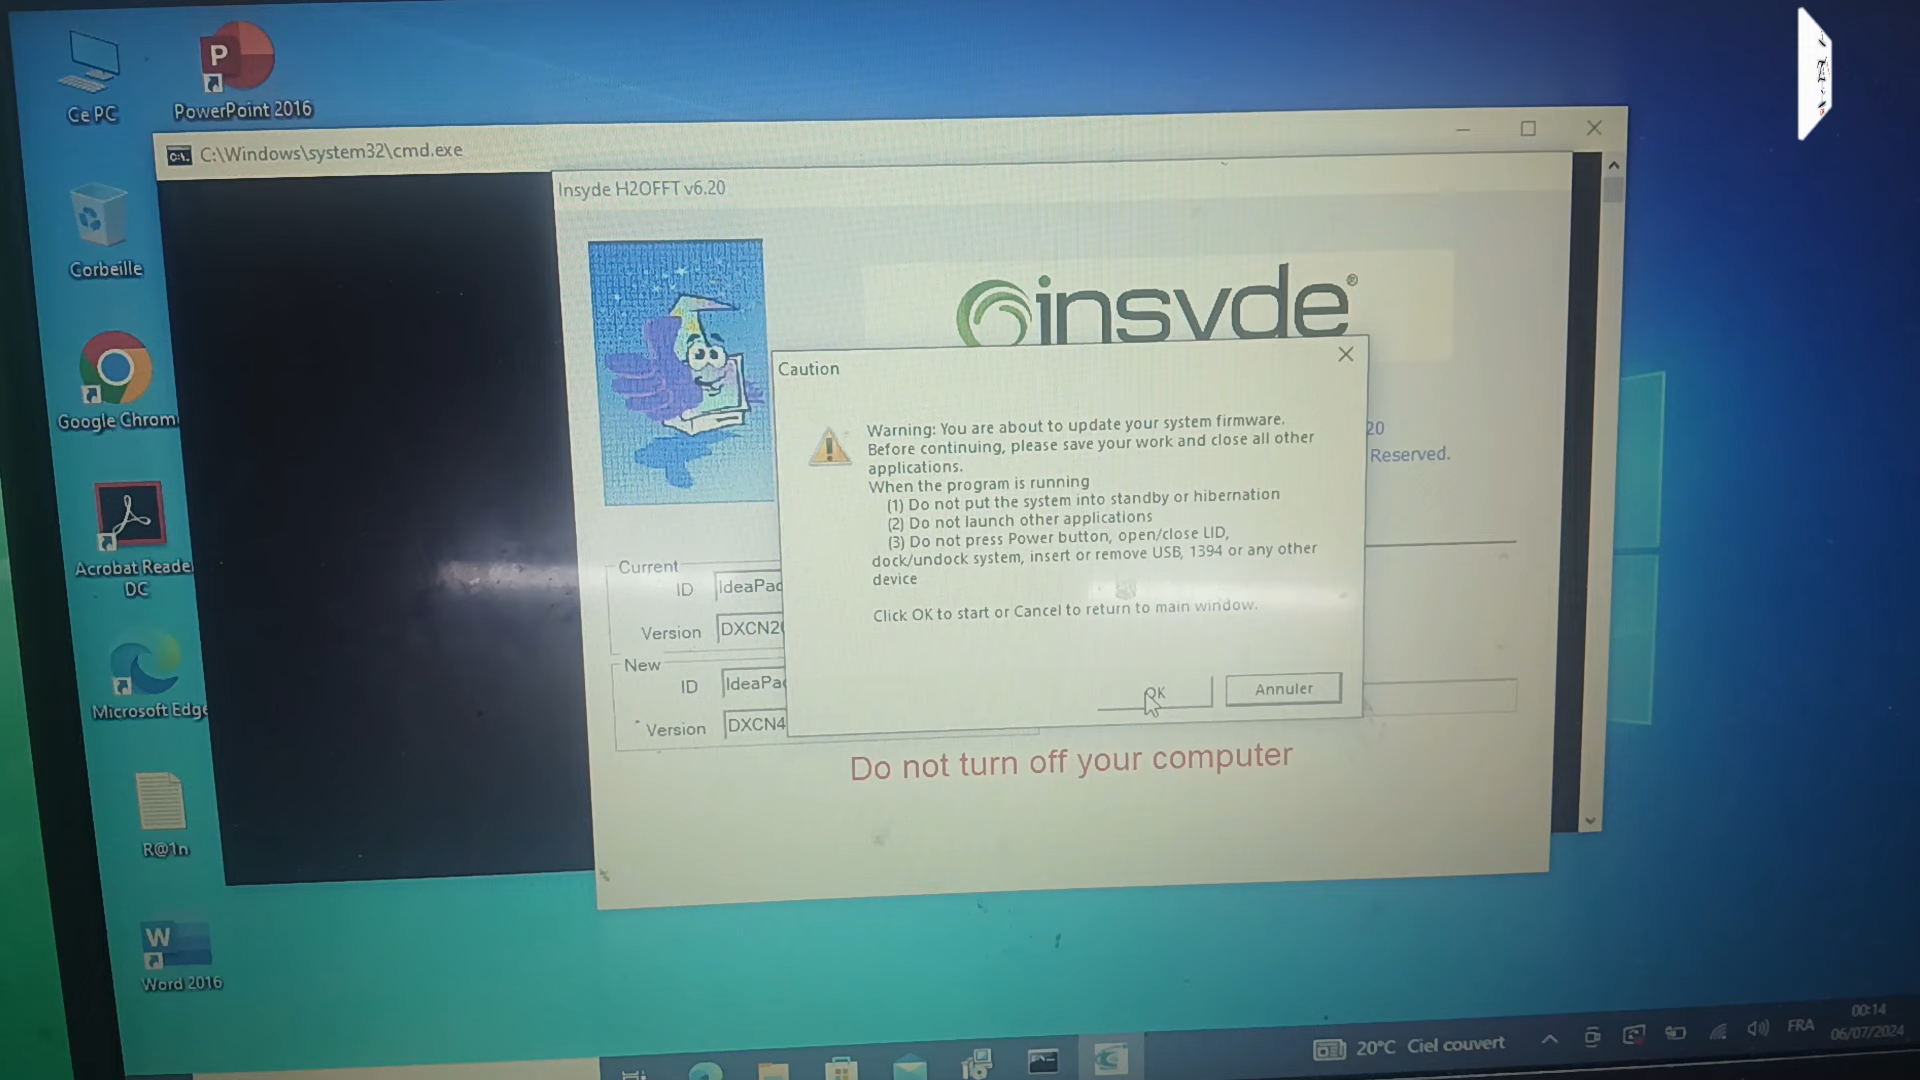 Ce PC
PowerPoint 2016
C:\Windows\system32\cmd.exe
Insyde H2OFFT v6.20
Corbeille
insyde®
Caution
Warning: You are about to update your system firmware.
Before continuing, please save your work and close all other
applications.
When the program is running
(1) Do not put the system into standby or hibernation
(2) Do not launch other applications
(3) Do not press Power button, open/close LID,
dock/undock system, insert or remove USB, 1394 or any other
device
Click OK to start or Cancel to return to main window.
OK
Annuler
20
Reserved.
Google Chrom
Acrobat Reade
DC
Current
ID IdeaPad
Version DXCN2
New
ID IdeaPa
Version DXCN4
Do not turn off your computer
Microsoft Edge
R@1n
Word 2016
20°C Ciel couvert
FRA
00:14
06/07/2024